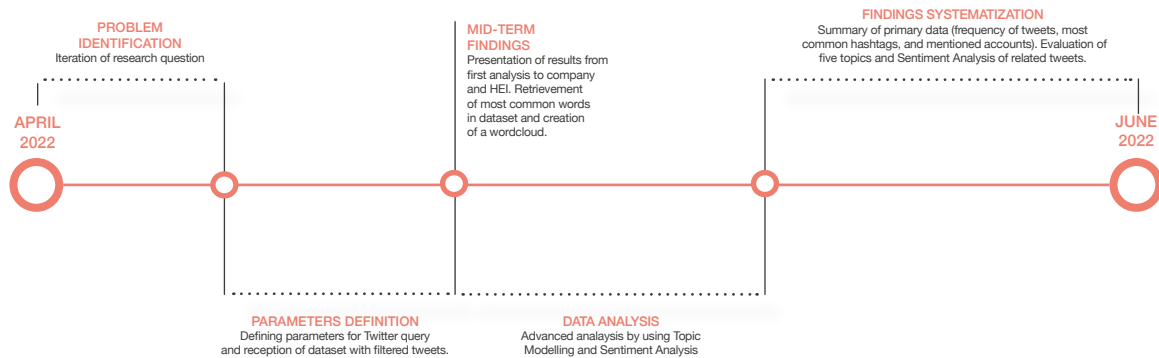 PROBLEM
IDENTIFICATION
Iteration of research question
MID-TERM
FINDINGS
Presentation of results from
first analysis to company
and HEI. Retrievement
of most common words
in dataset and creation
of a wordcloud.
FINDINGS SYSTEMATIZATION
Summary of primary data (frequency of tweets, most
common hashtags, and mentioned accounts). Evaluation of
five topics and Sentiment Analysis of related tweets.
APRIL
2022
JUNE
2022
PARAMETERS DEFINITION
Defining parameters for Twitter query
and reception of dataset with filtered tweets.
DATA ANALYSIS
Advanced analaysis by using Topic
Modelling and Sentiment Analysis